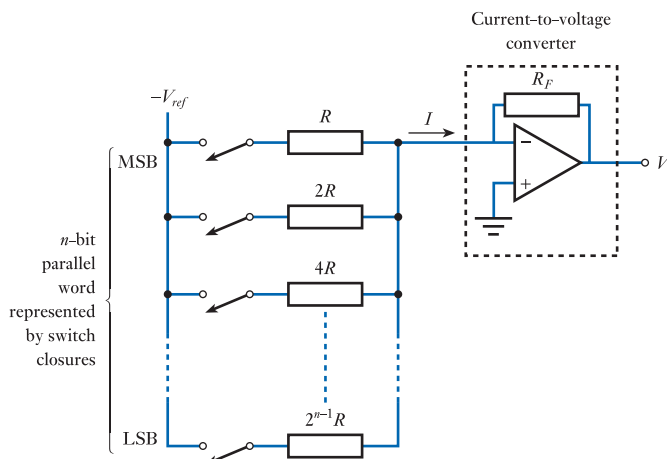 Current–to–voltage
converter
R_F
−V_ref
R
I
−
+
V
MSB
2R
4R
n–bit
parallel
word
represented
by switch
closures
LSB
2^{n−1}R